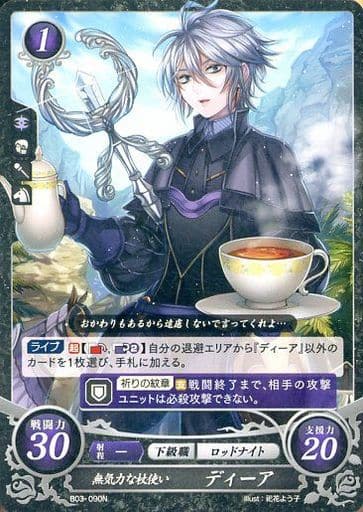 1
おかわりもあるから遠慮しないですってくれよ…
ライブ 起【、2】自分の退避エリアから『ディーア』以外の
カードを1枚選び、手札に加える。
祈りの紋章 支 戦闘終了まで、相手の攻撃
ユニットは必殺攻撃できない。
戦闘力
30
射程 ー
下級職
ロッドナイト
支援力
20
無気力な杖使い ディーア
B03-090N
Illust：祀花よう子